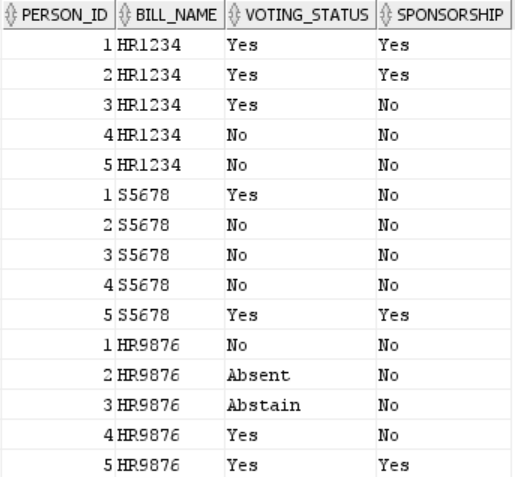 PERSON_ID BILL_NAME VOTING_STATUS SPONSORSHIP
1 HR1234 Yes Yes
2 HR1234 Yes Yes
3 HR1234 Yes No
4 HR1234 No No
5 HR1234 No No
1 S5678 Yes No
2 S5678 No No
3 S5678 No No
4 S5678 No No
5 S5678 Yes Yes
1 HR9876 No No
2 HR9876 Absent No
3 HR9876 Abstain No
4 HR9876 Yes No
5 HR9876 Yes Yes